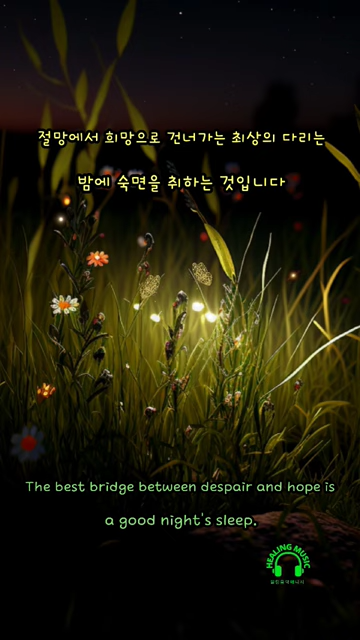 절망에서 희망으로 건너가는 최상의 다리는
밤에 숙면을 취하는 것입니다
The best bridge between despair and hope is
a good night's sleep.
HEALING MUSIC